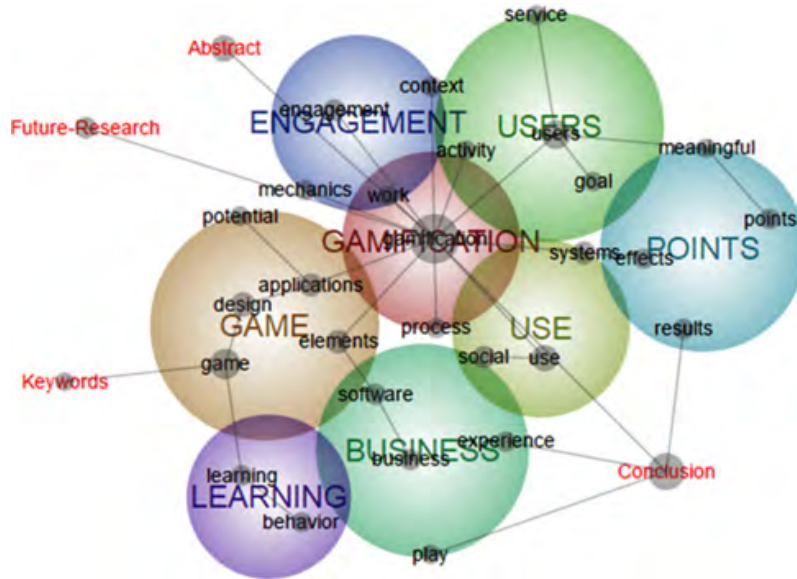 service
Abstract
context
engagement
ENGAGEMENT
USERS
users
Future-Research
activity
meaningful
goal
mechanics
work
potential
points
GAMIFICATION
gamification
systems
effects
POINTS
applications
design
GAME
elements
process
USE
results
game
social
use
Keywords
software
experience
BUSINESS
business
Conclusion
learning
LEARNING
behavior
play